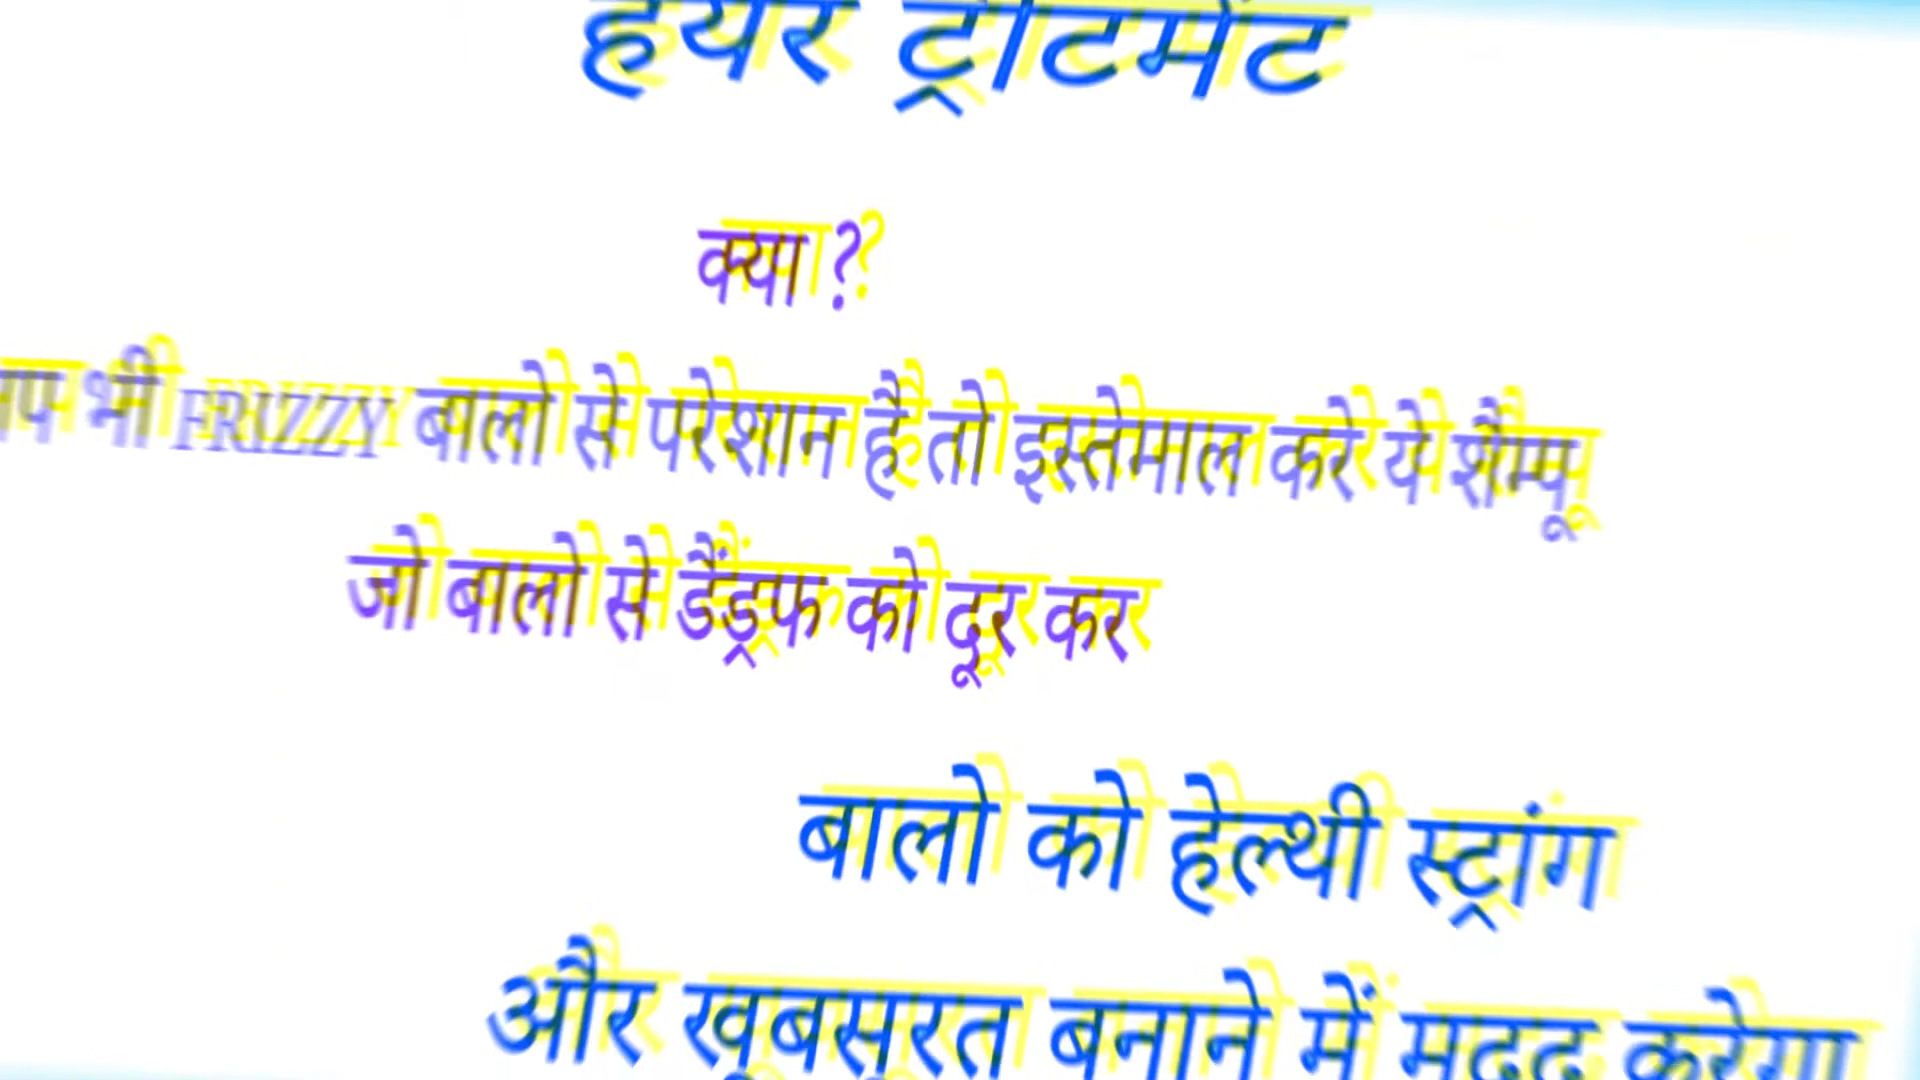 हेयर ट्रीटमेंट
क्या ?
भी FRIZZY बालो से परेशान है तो इस्तेमाल करे ये शैम्पू
जो बालो से डैंड्रफ को दूर कर
बालो को हेल्थी स्ट्रांग
और खूबसूरत बनाने में मदद करेगा